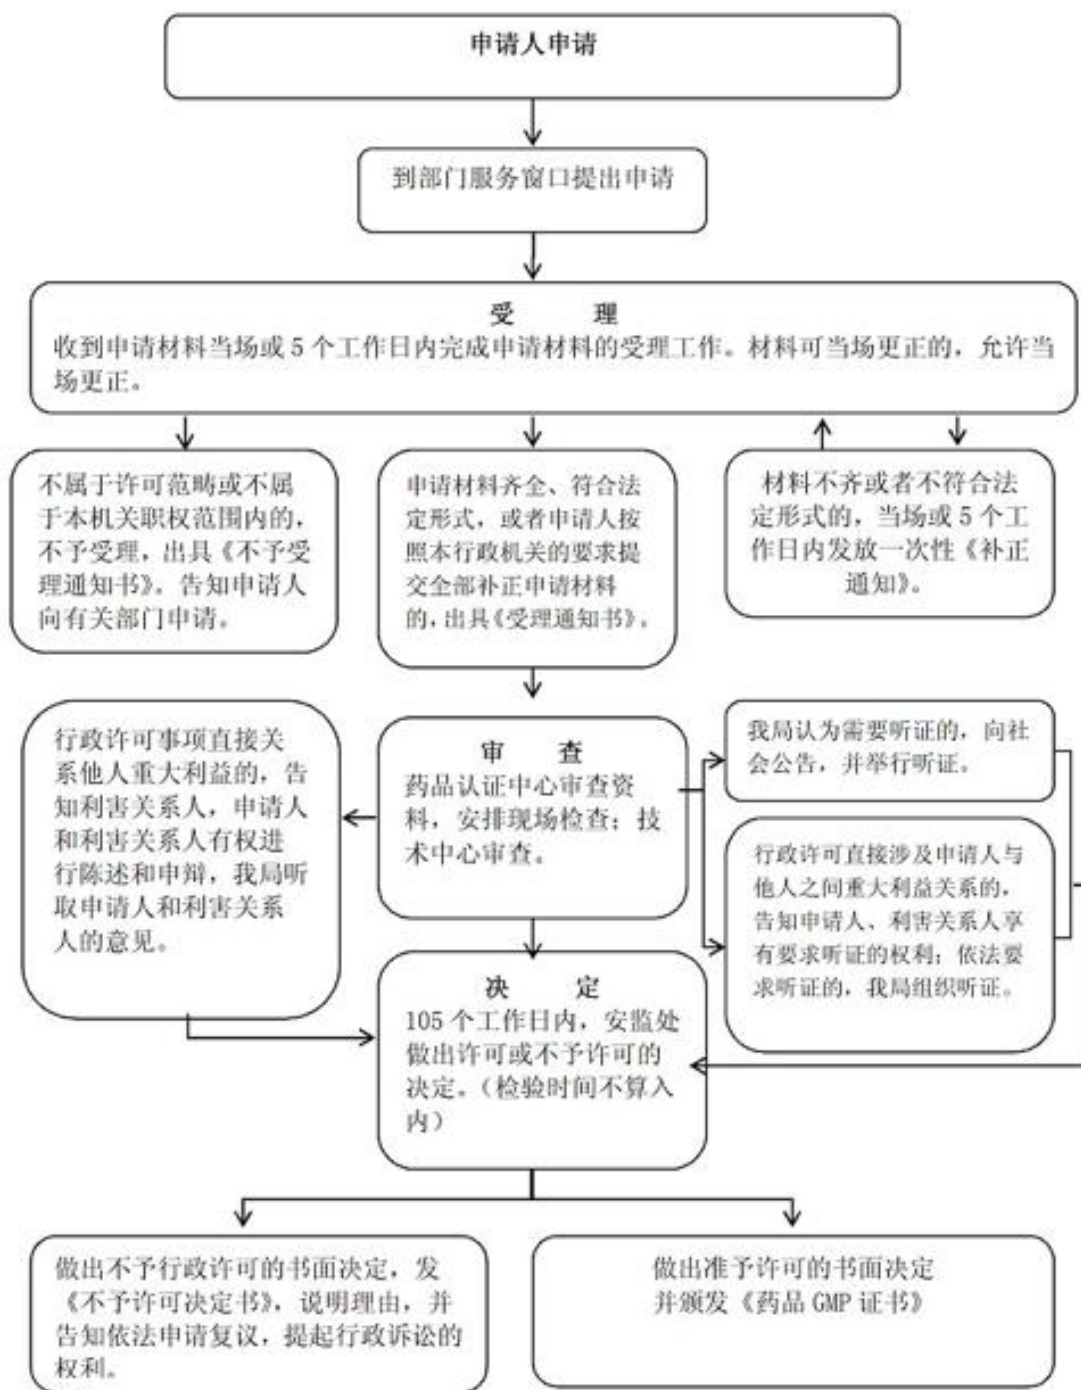 申请人申请
到部门服务窗口提出申请
受 理
收到申请材料当场或 5 个工作日内完成申请材料的受理工作。材料可当场更正的，允许当
场更正。
不属于许可范畴或不属
于本机关职权范围内的，
不予受理，出具《不予受
理通知书》。告知申请人
向有关部门申请。
申请材料齐全、符合法
定形式，或者申请人按
照本行政机关的要求提
交全部补正申请材料
的，出具《受理通知书》。
材料不齐或者不符合法
定形式的，当场或 5 个工
作日内发放一次性《补正
通知》。
行政许可事项直接关
系他人重大利益的，告
知利害关系人，申请人
和利害关系人有权进
行陈述和申辩，我局听
取申请人和利害关系
人的意见。
审 查
药品认证中心审查资
料，安排现场检查；技
术中心审查。
我局认为需要听证的，向社
会公告，并举行听证。
行政许可直接涉及申请人与
他人之间重大利益关系的，
告知申请人、利害关系人享
有要求听证的权利；依法要
求听证的，我局组织听证。
决 定
105 个工作日内，安监处
做出许可或不予许可的
决定。（检验时间不算入
内）
做出不予行政许可的书面决定，发
《不予许可决定书》，说明理由，并
告知依法申请复议，提起行政诉讼的
权利。
做出准予许可的书面决定
并颁发《药品 GMP 证书》